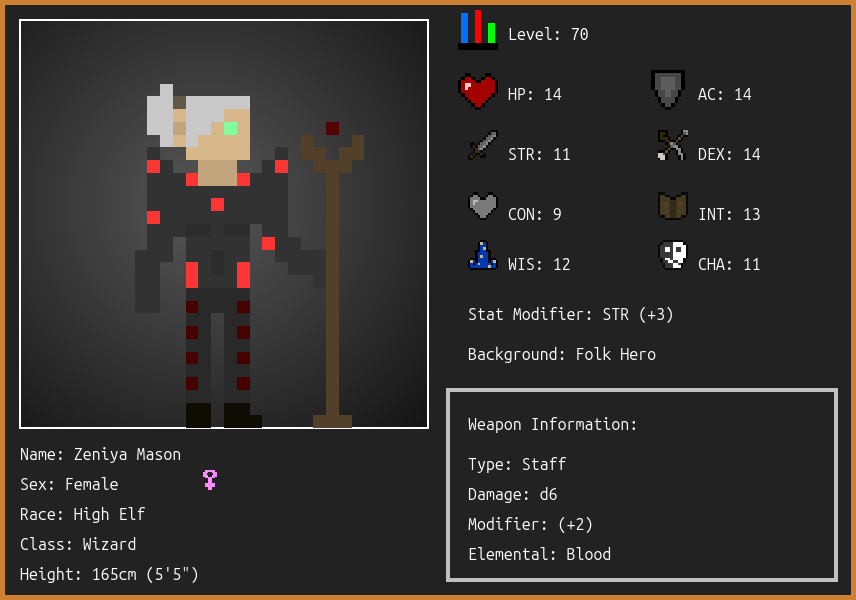 Level: 70
HP: 14
AC: 14
STR: 11
DEX: 14
CON: 9
INT: 13
WIS: 12
CHA: 11
Stat Modifier: STR (+3)
Background: Folk Hero
Weapon Information:
Type: Staff
Damage: d6
Modifier: (+2)
Elemental: Blood
Name: Zeniya Mason
Sex: Female
Race: High Elf
Class: Wizard
Height: 165cm (5'5")